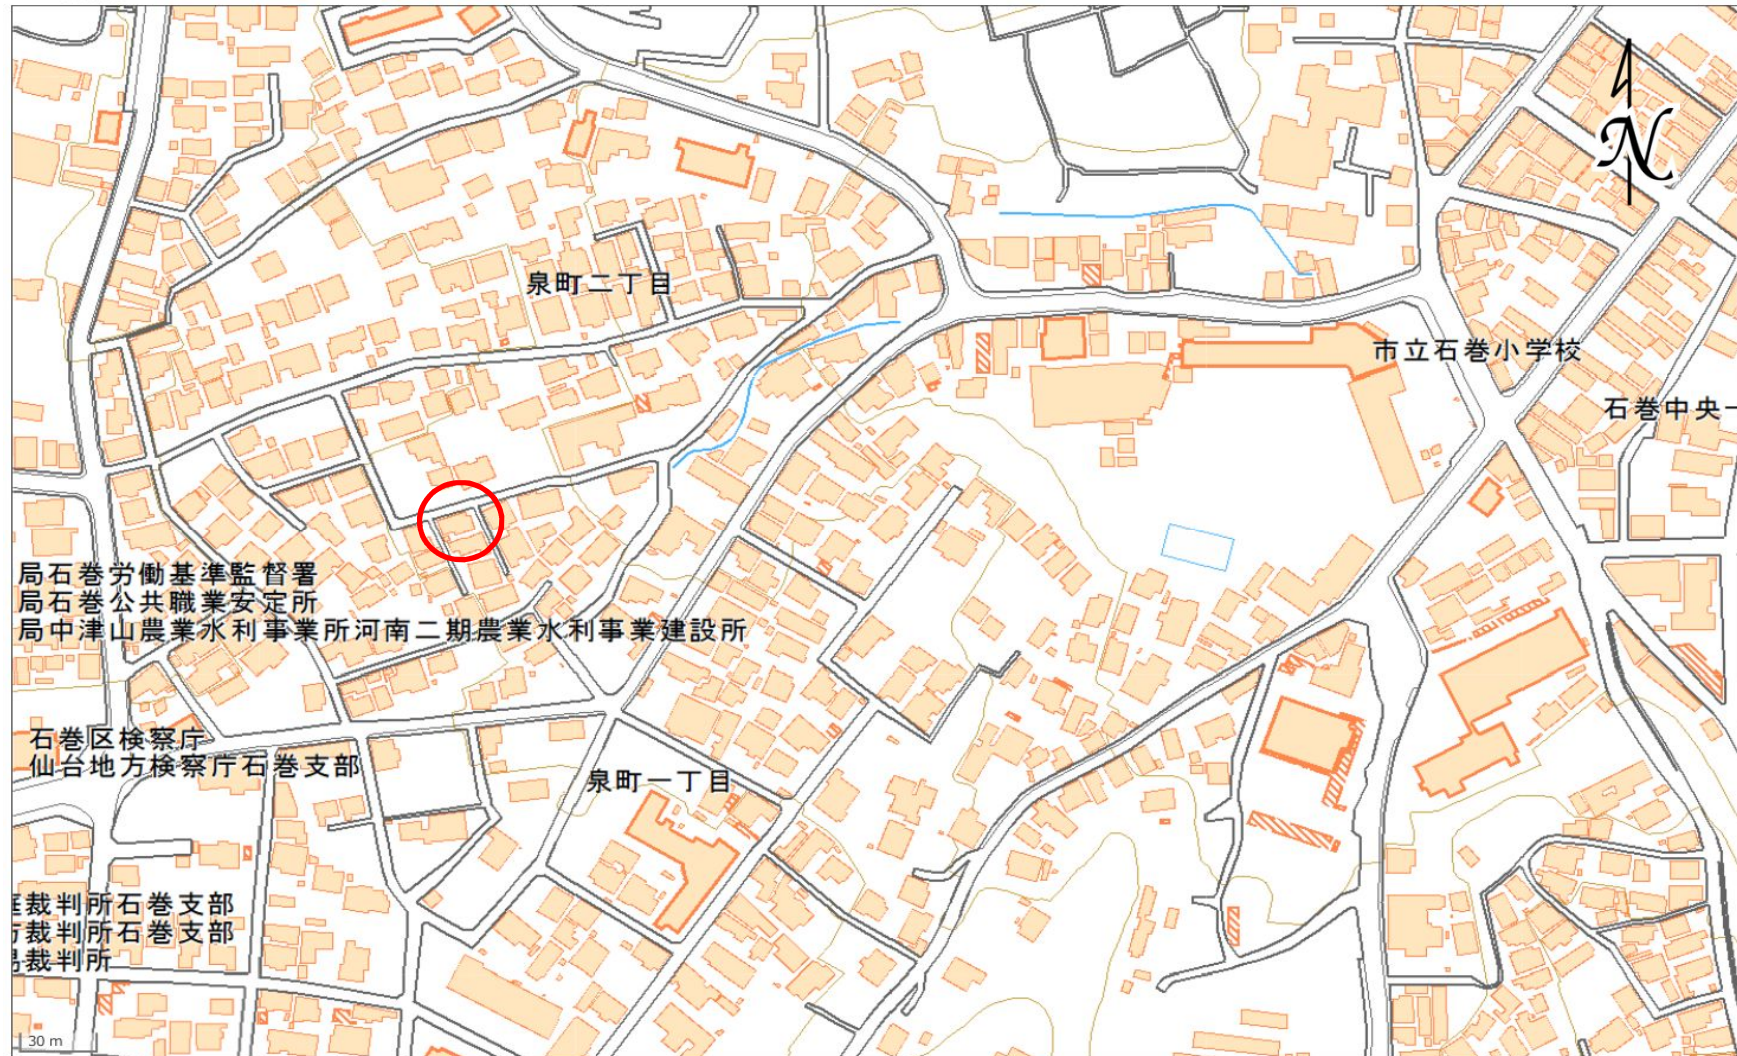 N
泉町二丁目
市立石巻小学校
石巻中央一
局石巻労働基準監督署
局石巻公共職業安定所
局中津山農業水利事業所河南二期農業水利事業建設所
石巻区検察庁
仙台地方検察庁石巻支部
泉町一丁目
裁判所石巻支部
裁判所石巻支部
裁判所
30 m